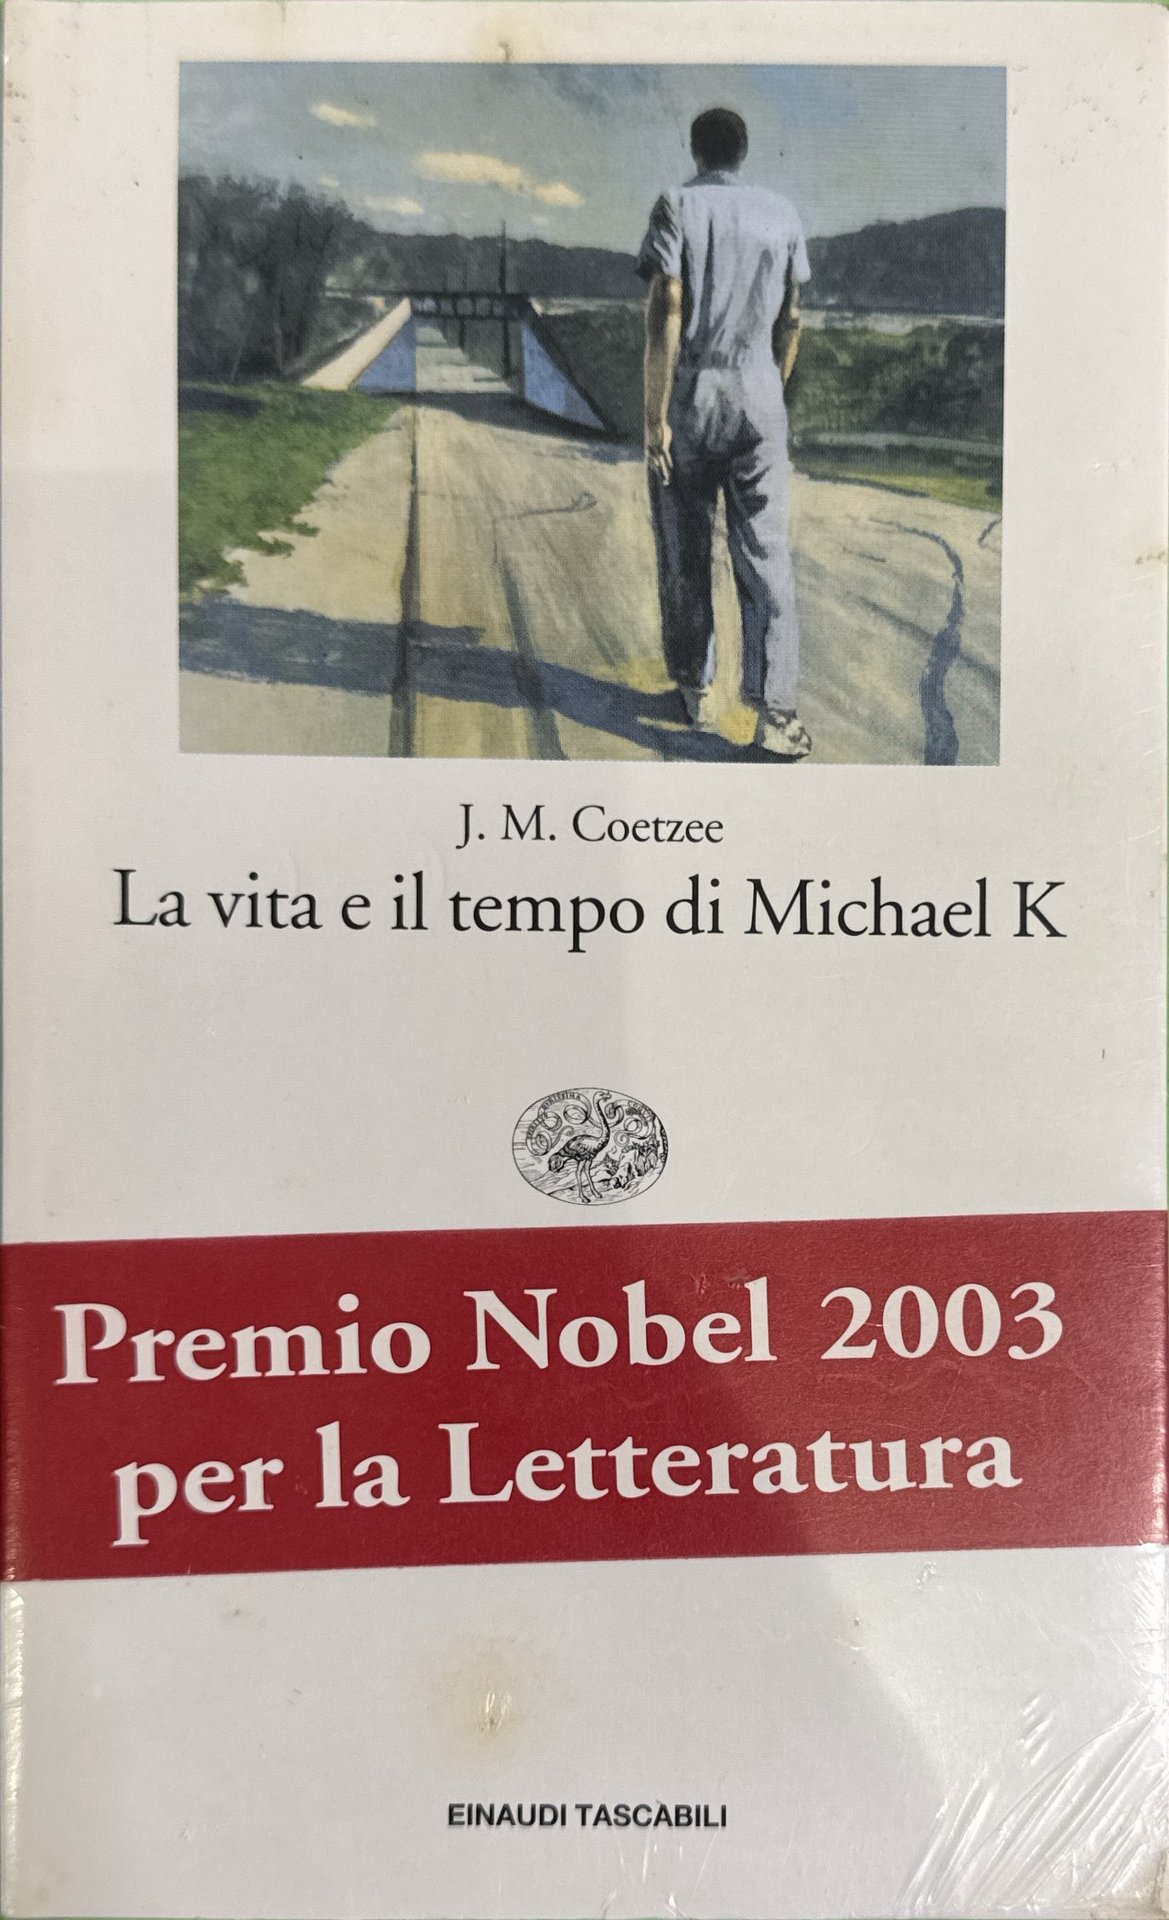 J. M. Coetzee
La vita e il tempo di Michael K
Premio Nobel 2003
per la Letteratura
EINAUDI TASCABILI